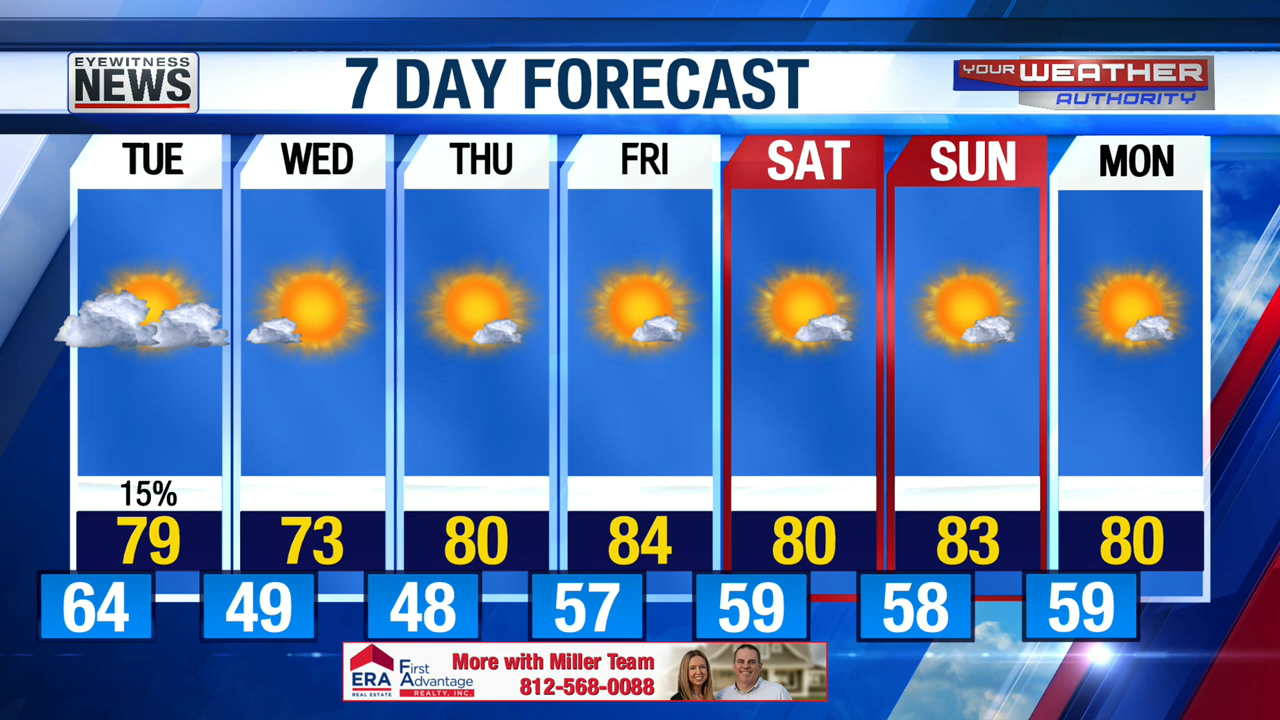 EYEWITNESS
NEWS
7 DAY FORECAST
YOUR WEATHER
AUTHORITY
TUE WED THU FRI SAT SUN MON
15%
79 73 80 84 80 83 80
64 49 48 57 59 58 59
ERA
REAL ESTATE
First
Advantage
REALTY, INC.
More with Miller Team
812-568-0088